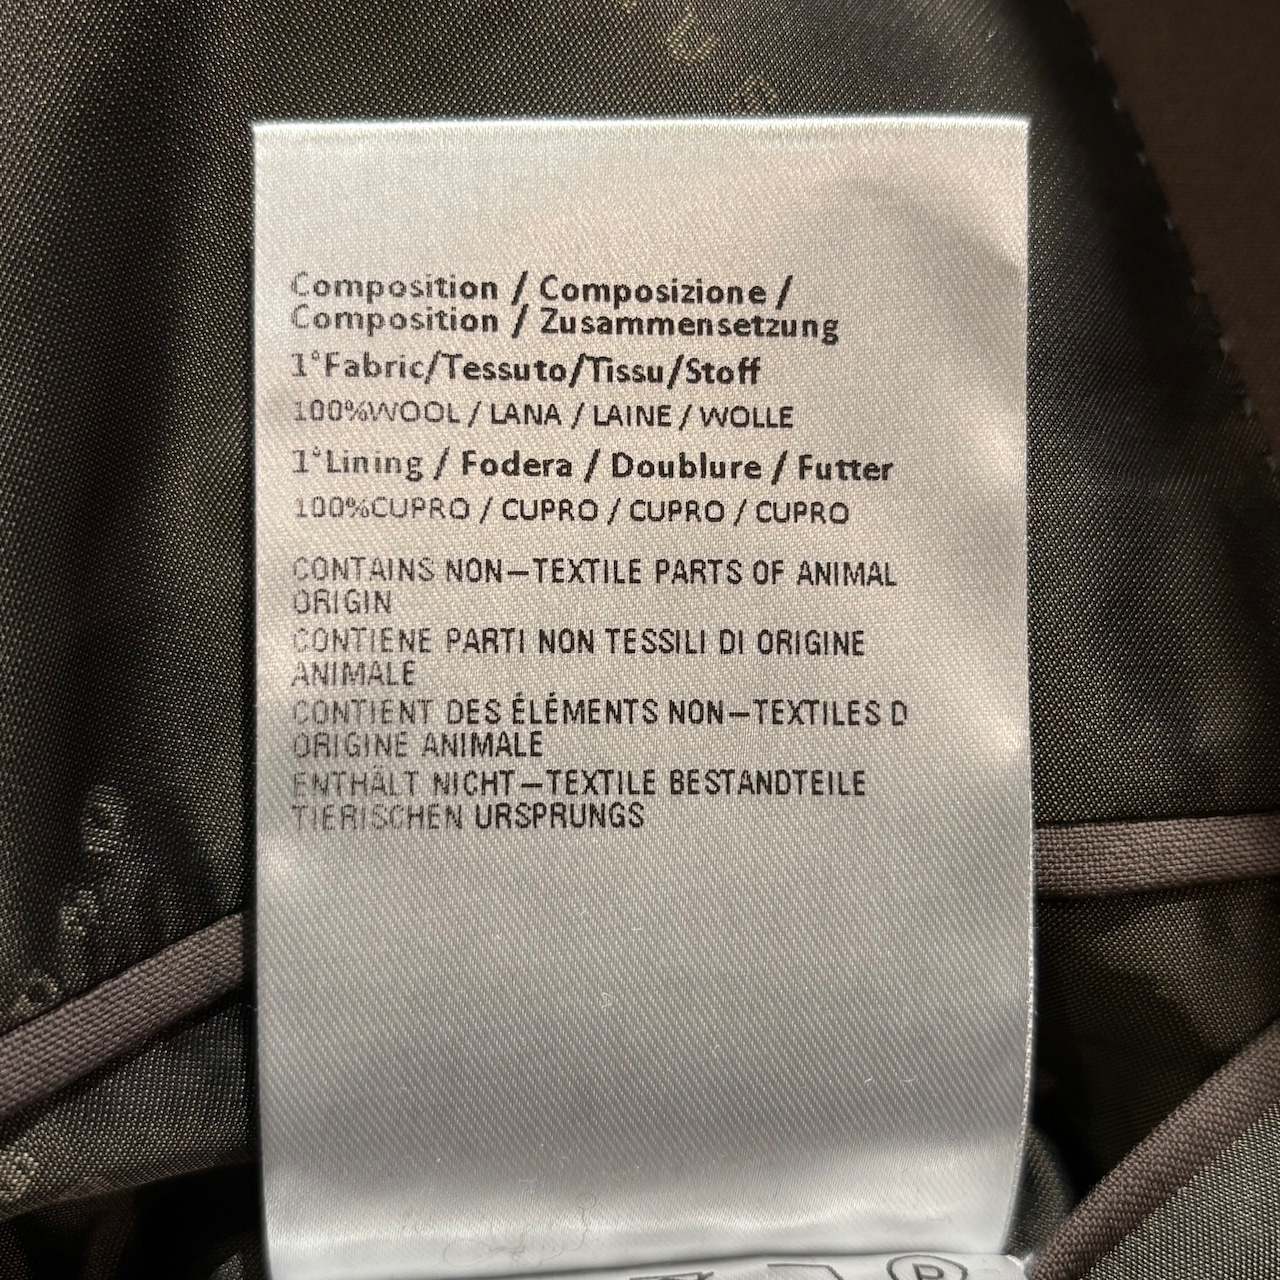 Composition / Composizione /
Composition / Zusammensetzung
1°Fabric/Tessuto/Tissu/Stoff
100%WOOL / LANA / LAINE / WOLLE
1°Lining / Fodera / Doublure / Futter
100%CUPRO / CUPRO / CUPRO / CUPRO
CONTAINS NON–TEXTILE PARTS OF ANIMAL
ORIGIN
CONTIENE PARTI NON TESSILI DI ORIGINE
ANIMALE
CONTIENT DES ÉLÉMENTS NON–TEXTILES D
ORIGINE ANIMALE
ENTHÄLT NICHT–TEXTILE BESTANDTEILE
TIERISCHEN URSPRUNGS
P